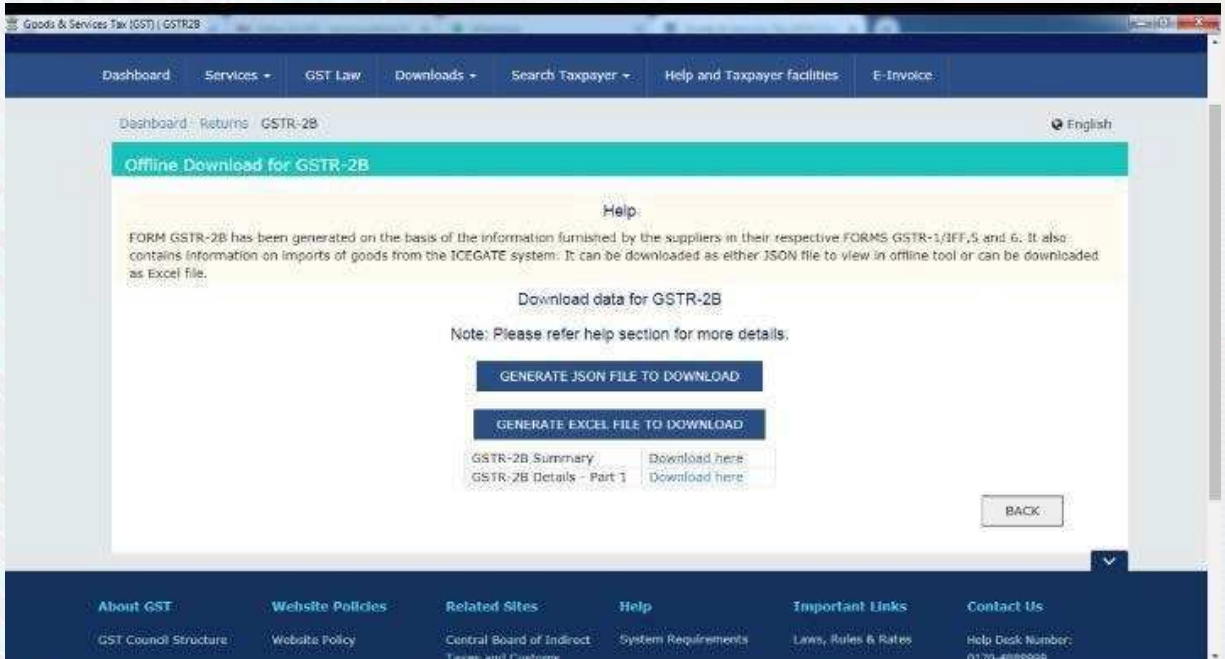 Goods & Services Tax (GST) | GSTR2B
Dashboard Services GST Law Downloads Search Taxpayer Help and Taxpayer facilities E-Invoice
Dashboard Returns GSTR-2B English
Offline Download for GSTR-2B
Help
FORM GSTR-2B has been generated on the basis of the information furnished by the suppliers in their respective FORMS GSTR-1/IFF,5 and 6. It also
contains information on imports of goods from the ICEGATE system. It can be downloaded as either JSON file to view in offline tool or can be downloaded
as Excel file.
Download data for GSTR-2B
Note: Please refer help section for more details.
GENERATE JSON FILE TO DOWNLOAD
GENERATE EXCEL FILE TO DOWNLOAD
GSTR-2B Summary Download here
GSTR-2B Details - Part 1 Download here
BACK
About GST Website Policies Related Sites Help Important Links Contact Us
GST Council Structure Website Policy Central Board of Indirect System Requirements Laws, Rules & Rates Help Desk Number:
Taxes and Customs